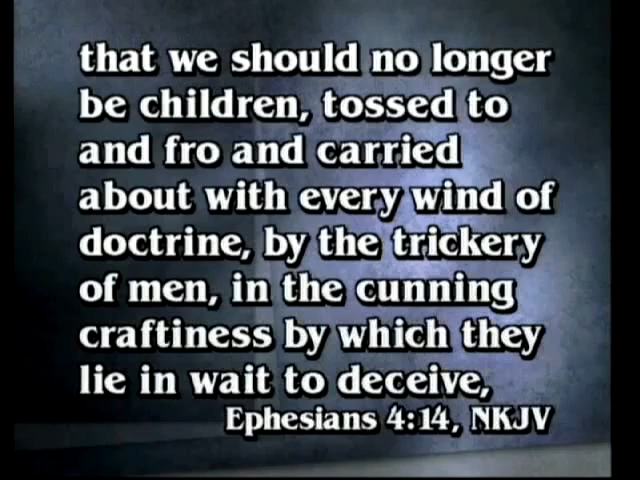 that we should no longer
be children, tossed to
and fro and carried
about with every wind of
doctrine, by the trickery
of men, in the cunning
craftiness by which they
lie in wait to deceive,
Ephesians 4:14, NKJV